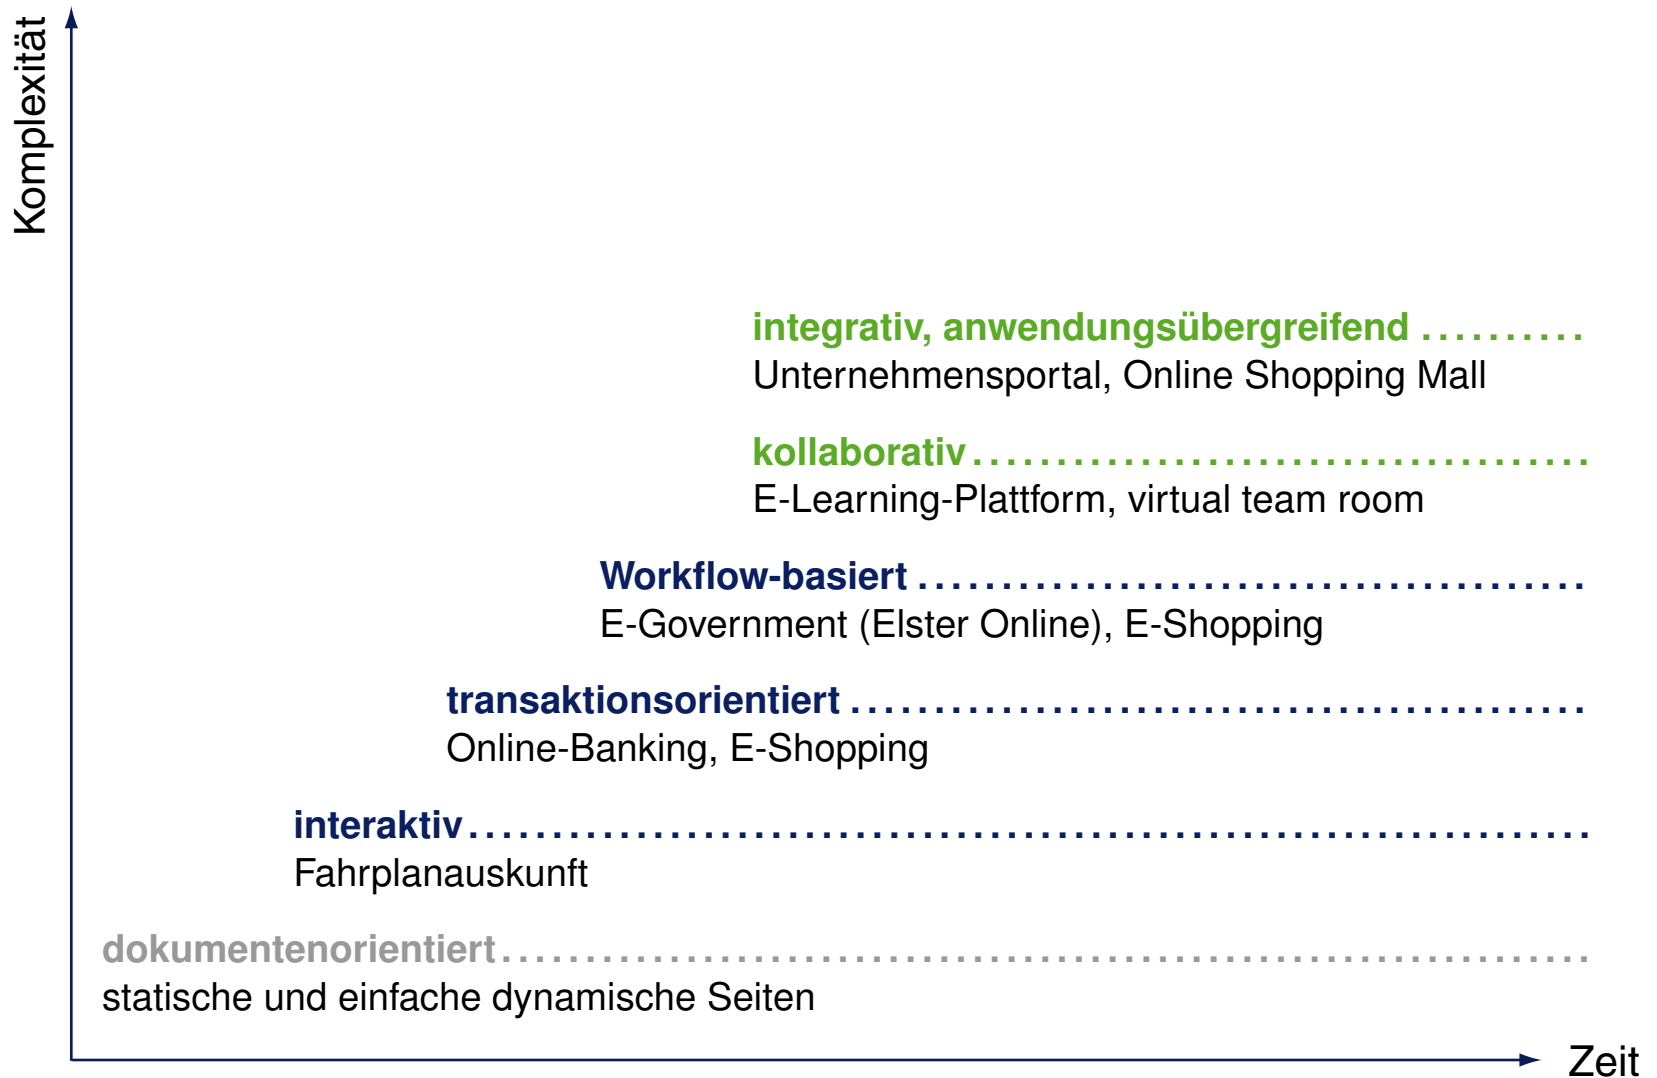 Komplexität
integrativ, anwendungsübergreifend ..........
Unternehmensportal, Online Shopping Mall
kollaborativ.....................................
E-Learning-Plattform, virtual team room
Workflow-basiert ........................................
E-Government (Elster Online), E-Shopping
transaktionsorientiert ............................................
Online-Banking, E-Shopping
interaktiv...................................................................
Fahrplanauskunft
dokumentenorientiert.................................................................
statische und einfache dynamische Seiten
Zeit